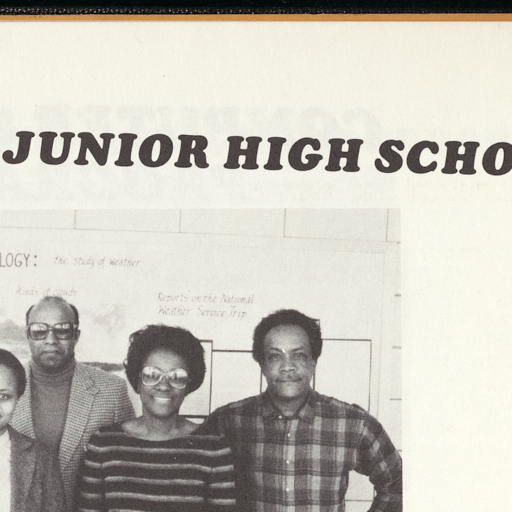 JUNIOR HIGH SCHO
LOGY: the study of weather
Kinds of clouds
Reports on the National
Weather Service Trip